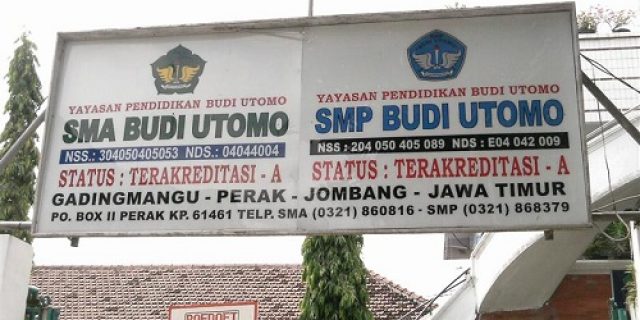 YAYASAN PENDIDIKAN BUDI UTOMO
SMA BUDI UTOMO
NSS.: 304050405053 NDS.: 04044004
STATUS : TERAKREDITASI - A
YAYASAN PENDIDIKAN BUDI UTOMO
SMP BUDI UTOMO
NSS : 204 050 405 089 NDS : E04 042 009
STATUS : TERAKREDITASI - A
GADINGMANGU - PERAK - JOMBANG - JAWA TIMUR
PO. BOX II PERAK KP. 61461 TELP. SMA (0321) 860816 - SMP (0321) 868379